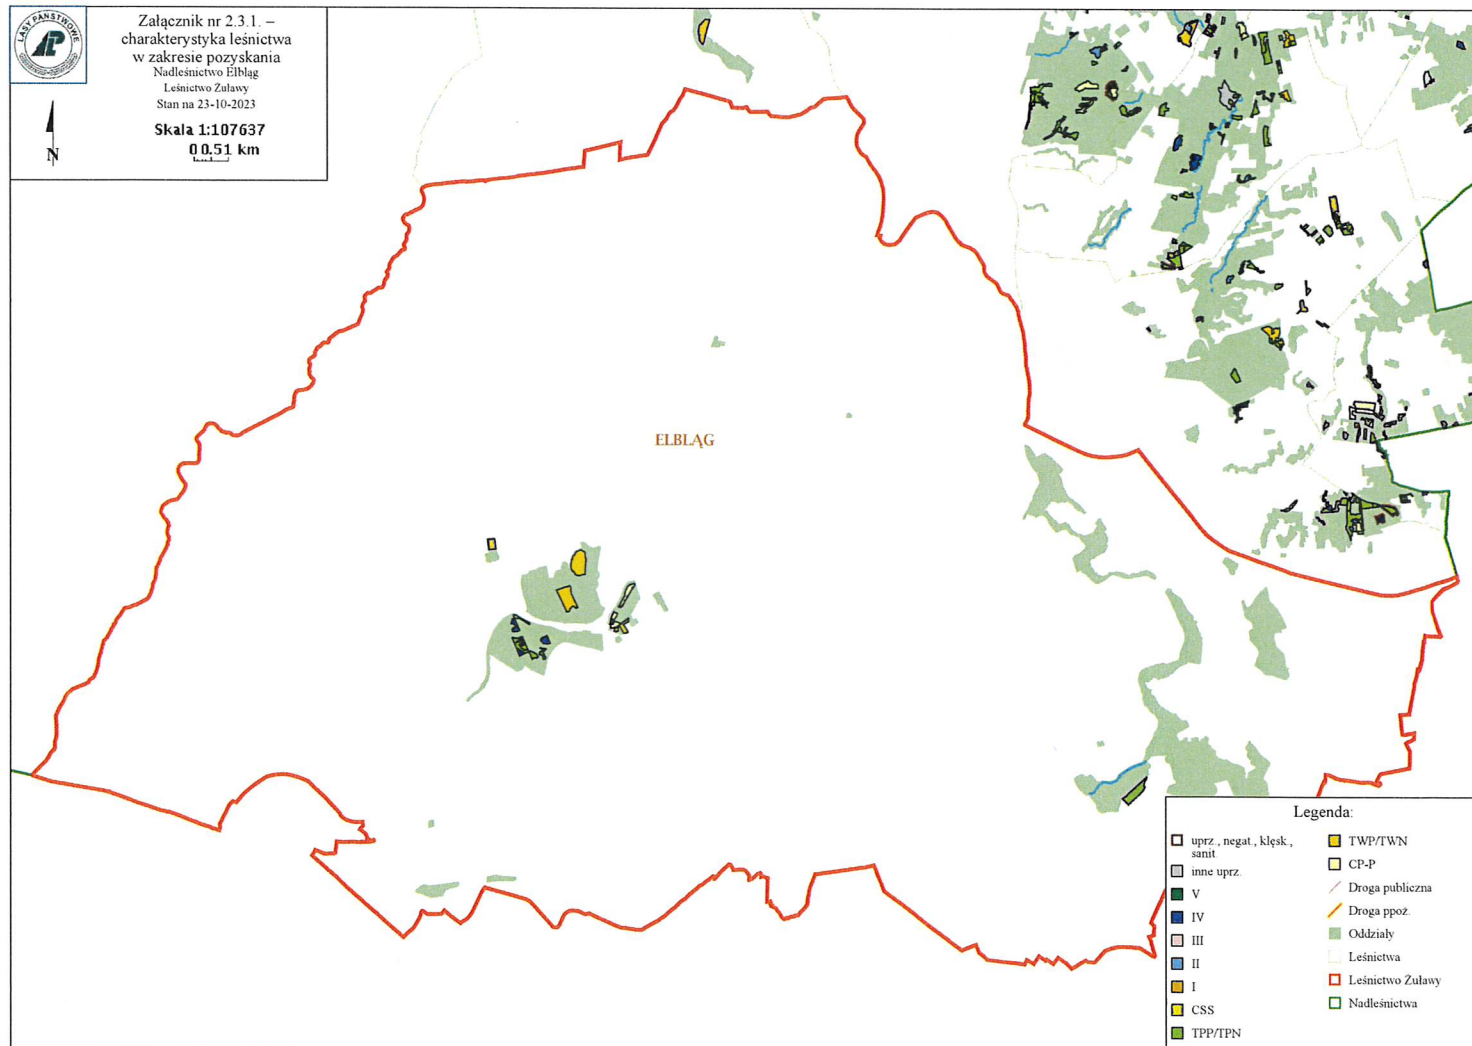 LASY PAŃSTWOWE
Załącznik nr 2.3.1. –
charakterystyka leśnictwa
w zakresie pozyskania
Nadleśnictwo Elbląg
Leśnictwo Żuławy
Stan na 23-10-2023
Skala 1:107637
0 0.51 km
N
ELBLĄG
Legenda:
uprz., negat., klęsk.,
sanit.
inne uprz.
V
IV
III
II
I
CSS
TPP/TPN
TWP/TWN
CP-P
Droga publiczna
Droga ppoż.
Oddziały
Leśnictwa
Leśnictwo Żuławy
Nadleśnictwa